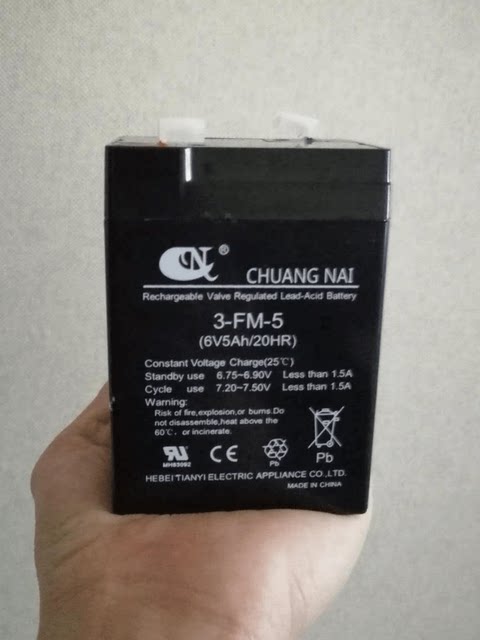 CN®
CHUANG NAI
Rechargeable Valve Regulated Lead-Acid Battery
3-FM-5
(6V5Ah/20HR)
Constant Voltage Charge(25℃)
Standby use 6.75~6.90V Less than 1.5A
Cycle use 7.20~7.50V Less than 1.5A
Warning:
Risk of fire,explosion,or burns.Do
not disassemble,heat above the
60℃, or incinerate.
CE
Pb
Pb
MH63092
HEBEI TIANYI ELECTRIC APPLIANCE CO.,LTD.
MADE IN CHINA